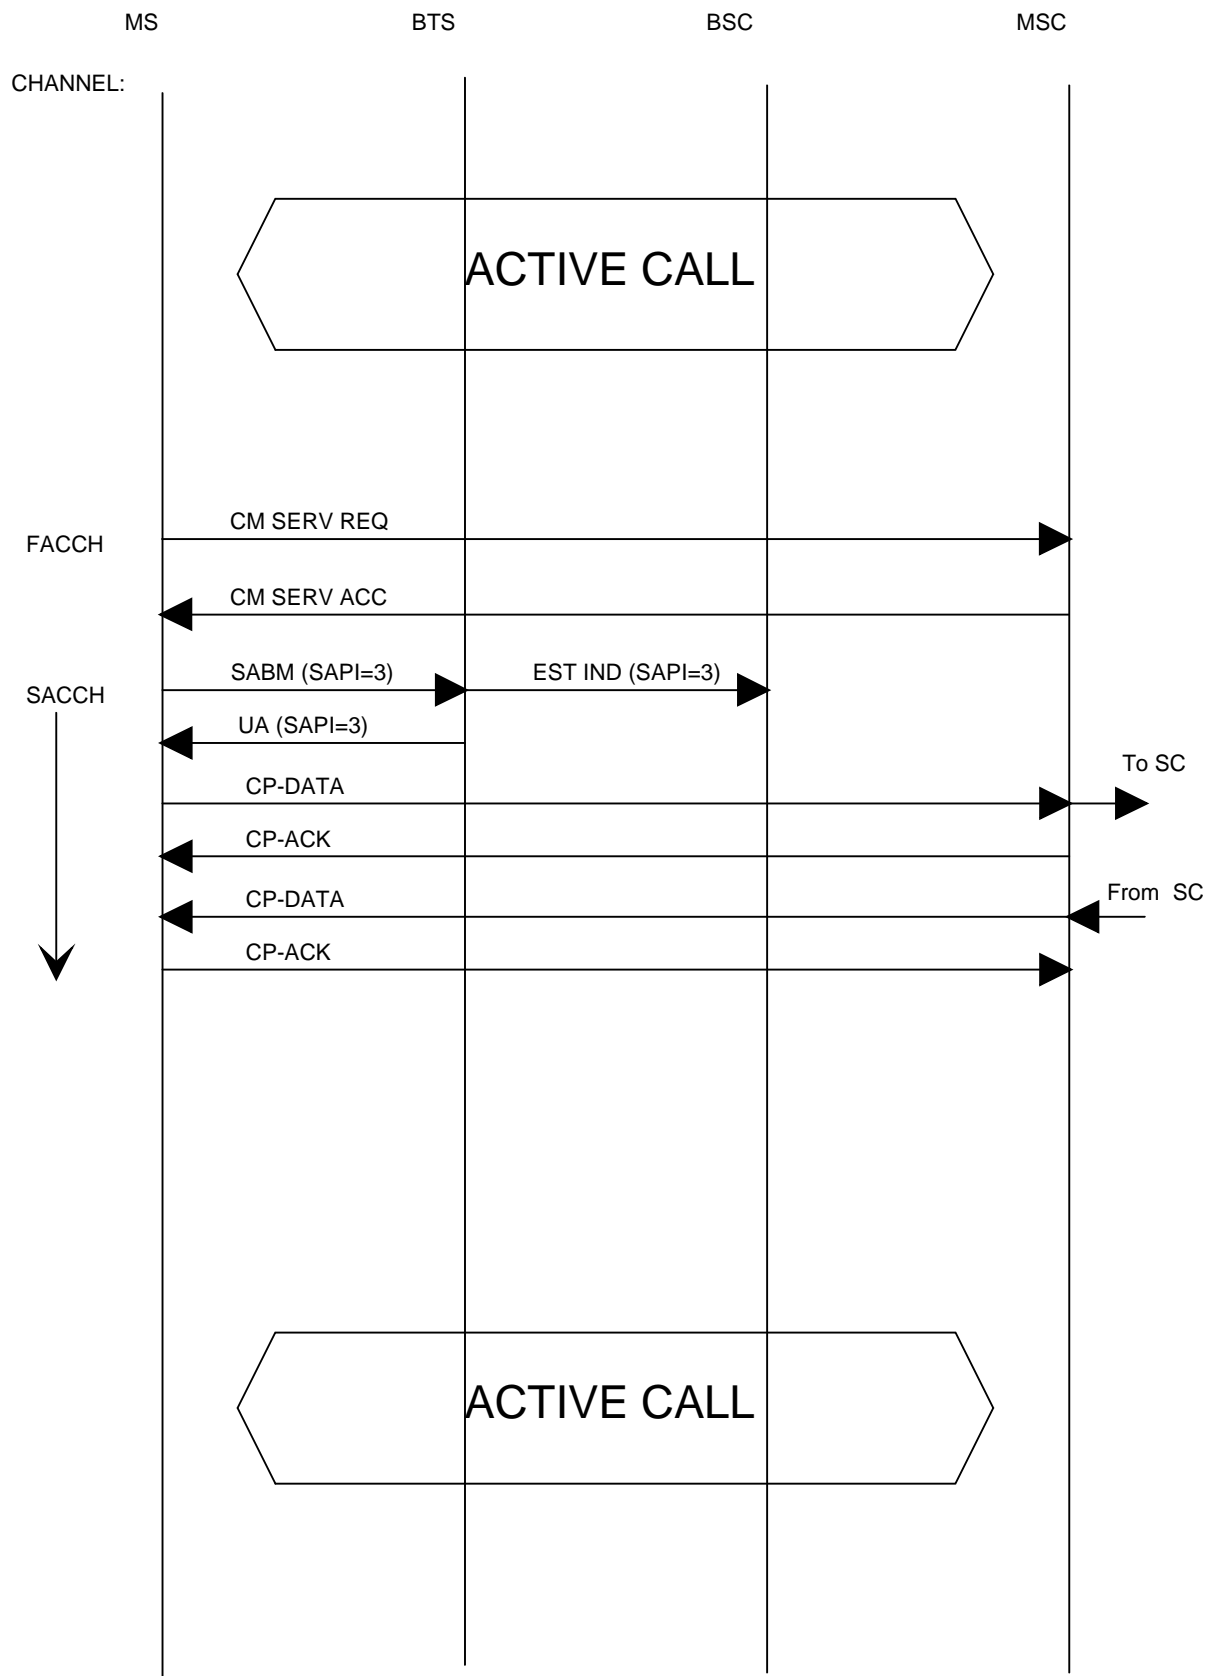 MS BTS BSC MSC
CHANNEL:
ACTIVE CALL
CM SERV REQ
FACCH
CM SERV ACC
SABM (SAPI=3) EST IND (SAPI=3)
SACCH
UA (SAPI=3)
To SC
CP-DATA
CP-ACK
From SC
CP-DATA
CP-ACK
ACTIVE CALL